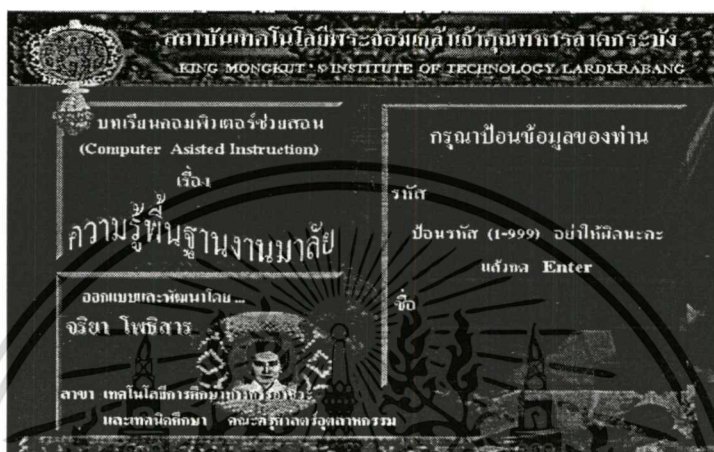 สถาบันเทคโนโลยีพระจอมเกล้าเจ้าคุณทหารลาดกระบัง
KING MONGKUT'S INSTITUTE OF TECHNOLOGY LARDKRABANG
บทเรียนคอมพิวเตอร์ช่วยสอน
(Computer Asisted Instruction)
เรื่อง
ความรู้พื้นฐานงานมาลัย
ออกแบบและพัฒนาโดย ...
จริยา โพธิสาร
สาขา เทคโนโลยีการศึกษาทางการอาชีวะ
และเทคนิคศึกษา คณะครุศาสตร์อุตสาหกรรม
กรุณาป้อนข้อมูลของท่าน
รหัส
ป้อนรหัส (1-999) อย่าให้ผิดนะคะ
แล้วกด Enter
ชื่อ